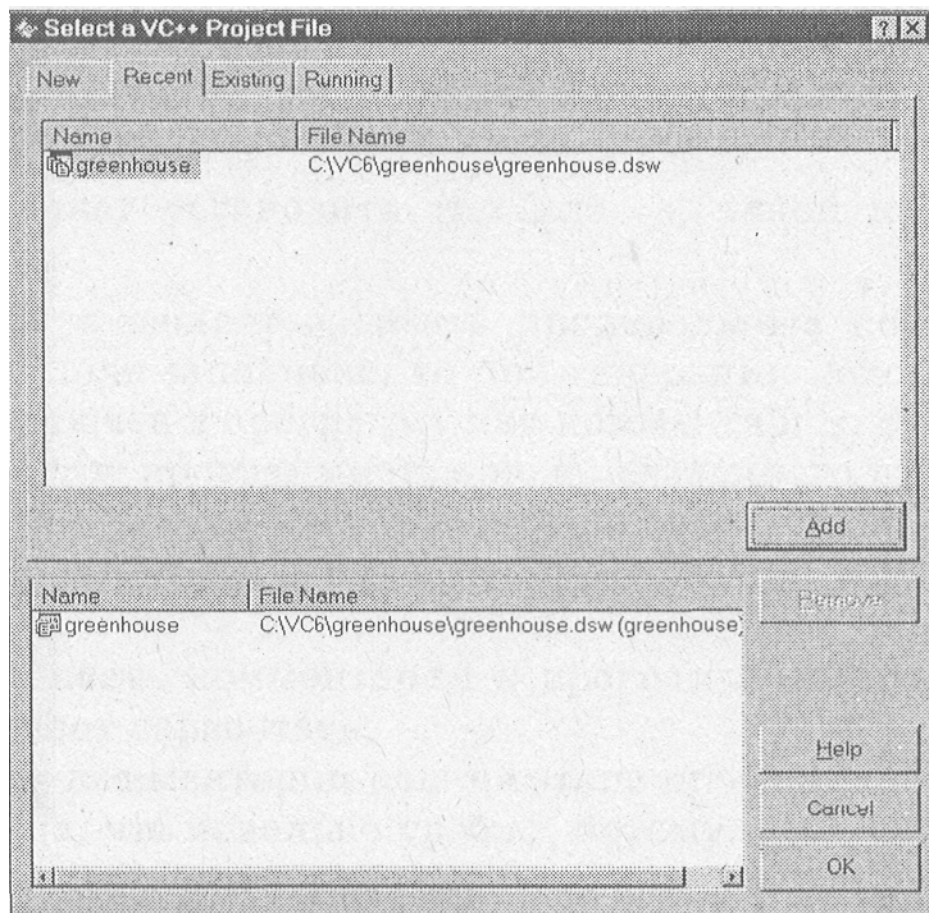 Select a VC++ Project File
New Recent Existing Running
Name File Name
greenhouse C:\VC6\greenhouse\greenhouse.dsw
Add
Name File Name
Remove
greenhouse C:\VC6\greenhouse\greenhouse.dsw (greenhouse)
Help
Cancel
OK